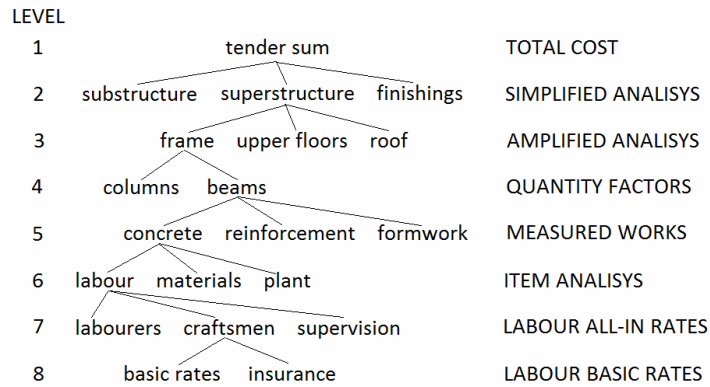 LEVEL
1 tender sum TOTAL COST
2 substructure superstructure finishings SIMPLIFIED ANALISYS
3 frame upper floors roof AMPLIFIED ANALISYS
4 columns beams QUANTITY FACTORS
5 concrete reinforcement formwork MEASURED WORKS
6 labour materials plant ITEM ANALISYS
7 labourers craftsmen supervision LABOUR ALL-IN RATES
8 basic rates insurance LABOUR BASIC RATES